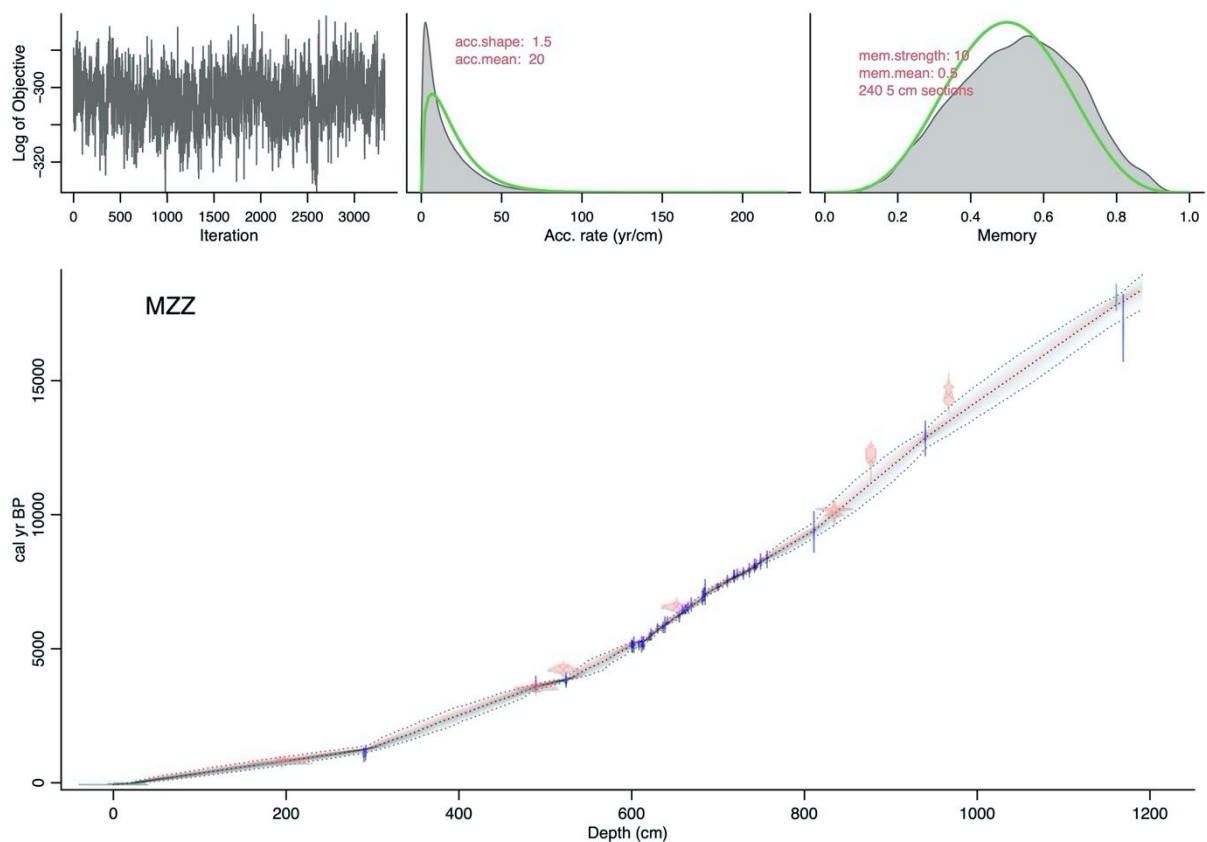 Log of Objective
-300
-320
0
500
1000
1500
2000
2500
3000
Iteration
acc.shape: 1.5
acc.mean: 20
0
50
100
150
200
Acc. rate (yr/cm)
mem.strength: 10
mem.mean: 0.5
240 5 cm sections
0.0
0.2
0.4
0.6
0.8
1.0
Memory
MZZ
cal yr BP
15000
10000
5000
0
0
200
400
600
800
1000
1200
Depth (cm)